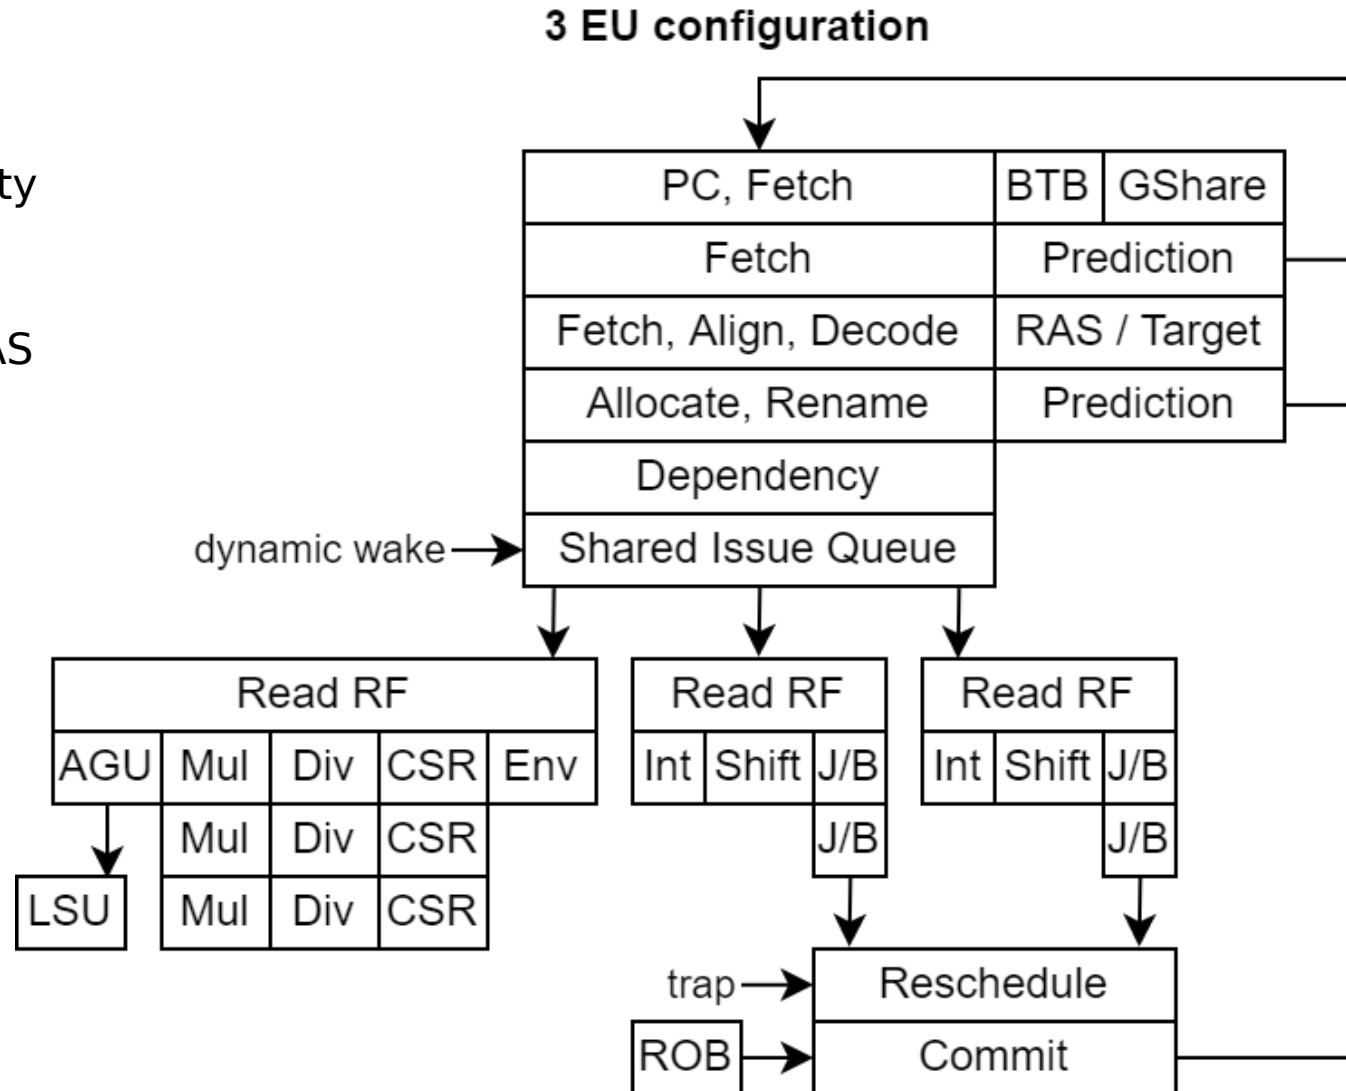 3 EU configuration
PC, Fetch BTB GShare
ty
Fetch Prediction
Fetch, Align, Decode RAS / Target
AS
Allocate, Rename Prediction
Dependency
dynamic wake Shared Issue Queue
Read RF Read RF Read RF
AGU Mul Div CSR Env Int Shift J/B Int Shift J/B
Mul Div CSR J/B J/B
LSU Mul Div CSR
trap Reschedule
ROB Commit